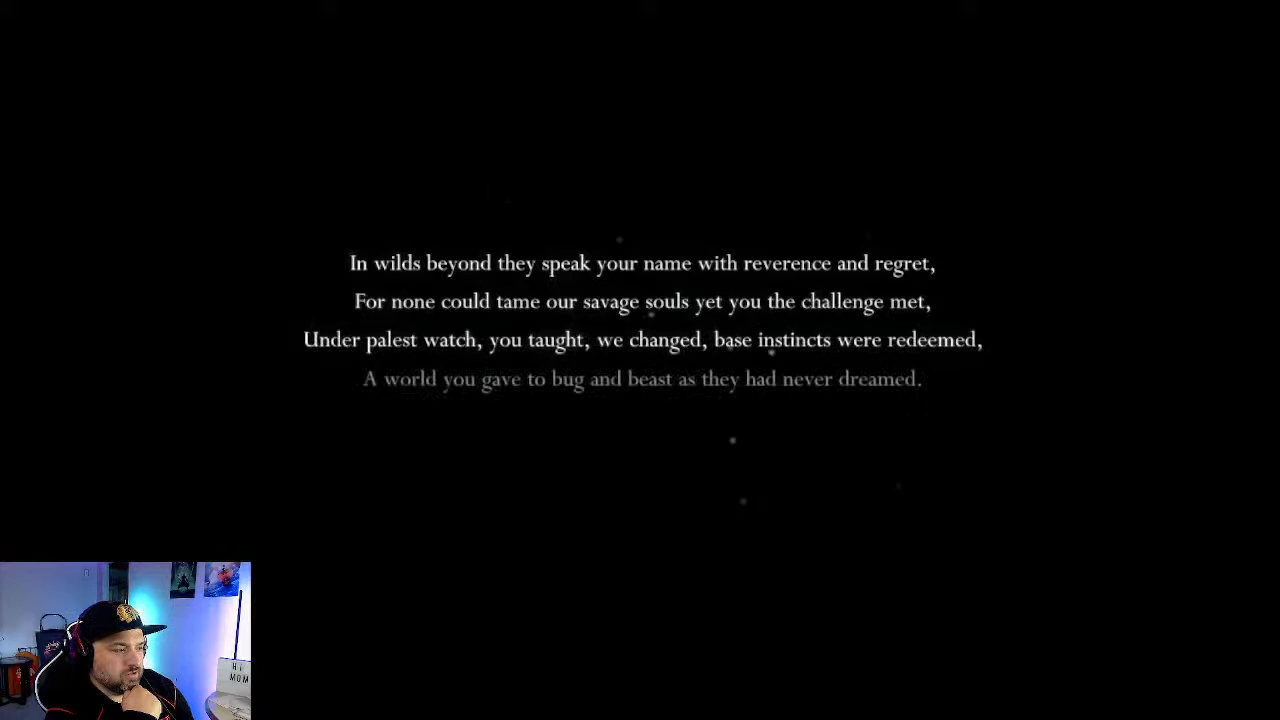 In wilds beyond they speak your name with reverence and regret,
For none could tame our savage souls yet you the challenge met,
Under palest watch, you taught, we changed, base instincts were redeemed,
A world you gave to bug and beast as they had never dreamed.
HI
MOM